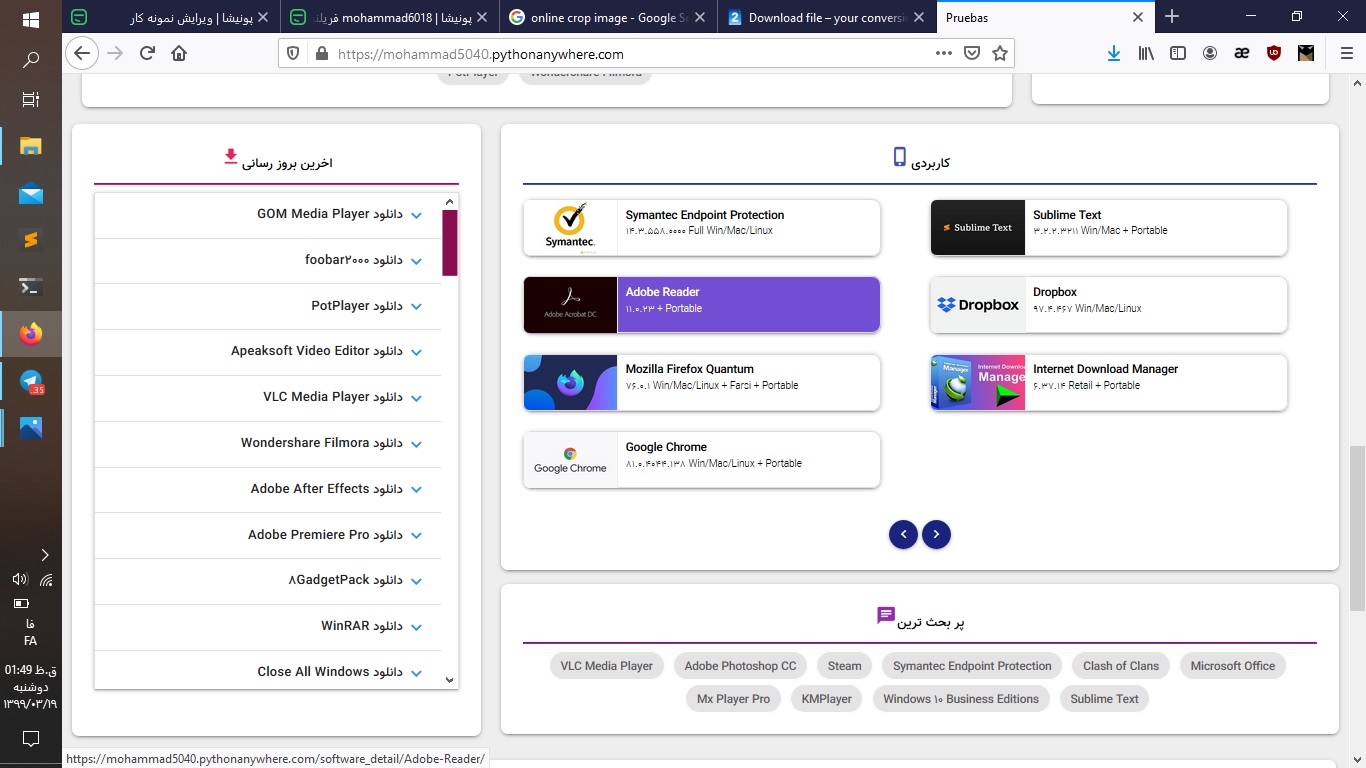 پونیشا | ویرایش نمونه کار
پونیشا | mohammad6018 فریلن
online crop image - Google Se
Download file – your conversi
Pruebas
https://mohammad5040.pythonanywhere.com
PotPlayer
Wondershare Filmora
کاربردی
Symantec Endpoint Protection
۱۴.۳.۵۵۸.۰۰۰۰ Full Win/Mac/Linux
Symantec.
Sublime Text
۳.۲.۲.۳۲۱۱ Win/Mac + Portable
Sublime Text
Adobe Reader
۱۱.۰.۲۳ + Portable
Adobe Acrobat DC
Dropbox
۹۷.۴.۴۶۷ Win/Mac/Linux
Dropbox
Mozilla Firefox Quantum
۷۶.۰.۱ Win/Mac/Linux + Farsi + Portable
Internet Download Manager
۶.۳۷.۱۴ Retail + Portable
Manager
Internet Downloa
Manage
Google Chrome
۸۱.۰.۴۰۴۴.۱۳۸ Win/Mac/Linux + Portable
Google Chrome
پر بحث ترین
VLC Media Player
Adobe Photoshop CC
Steam
Symantec Endpoint Protection
Clash of Clans
Microsoft Office
Mx Player Pro
KMPlayer
Windows ۱۰ Business Editions
Sublime Text
اخرین بروز رسانی
دانلود GOM Media Player
دانلود foobar۲۰۰۰
دانلود PotPlayer
دانلود Apeaksoft Video Editor
دانلود VLC Media Player
دانلود Wondershare Filmora
دانلود Adobe After Effects
دانلود Adobe Premiere Pro
دانلود ۸GadgetPack
دانلود WinRAR
دانلود Close All Windows
.35
فا
FA
01:49 ق.ظ
دوشنبه
۱۳۹۹/۰۳/۱۹
https://mohammad5040.pythonanywhere.com/software_detail/Adobe-Reader/